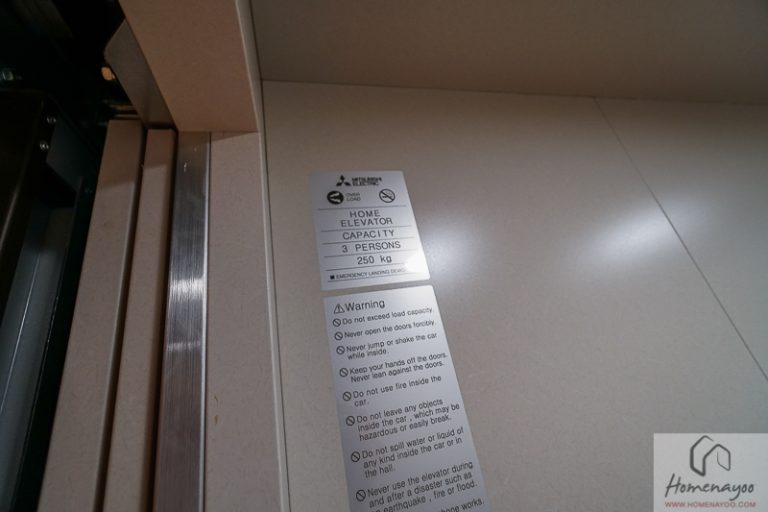 MITSUBISHI
ELECTRIC
OVER
LOAD
HOME
ELEVATOR
CAPACITY
3 PERSONS
250 kg
■ EMERGENCY LANDING DEVICE
⚠Warning
Do not exceed load capacity.
Never open the doors forcibly.
Never jump or shake the car
while inside.
Keep your hands off the doors.
Never lean against the doors.
Do not use fire inside the
car.
Do not leave any objects
inside the car , which may be
hazardous or easily break.
Do not spill water or liquid of
any kind inside the car or in
the hall.
Never use the elevator during
and after a disaster such as
earthquake , fire or flood.
phone works.
Homenayoo
WWW.HOMENAYOO.COM